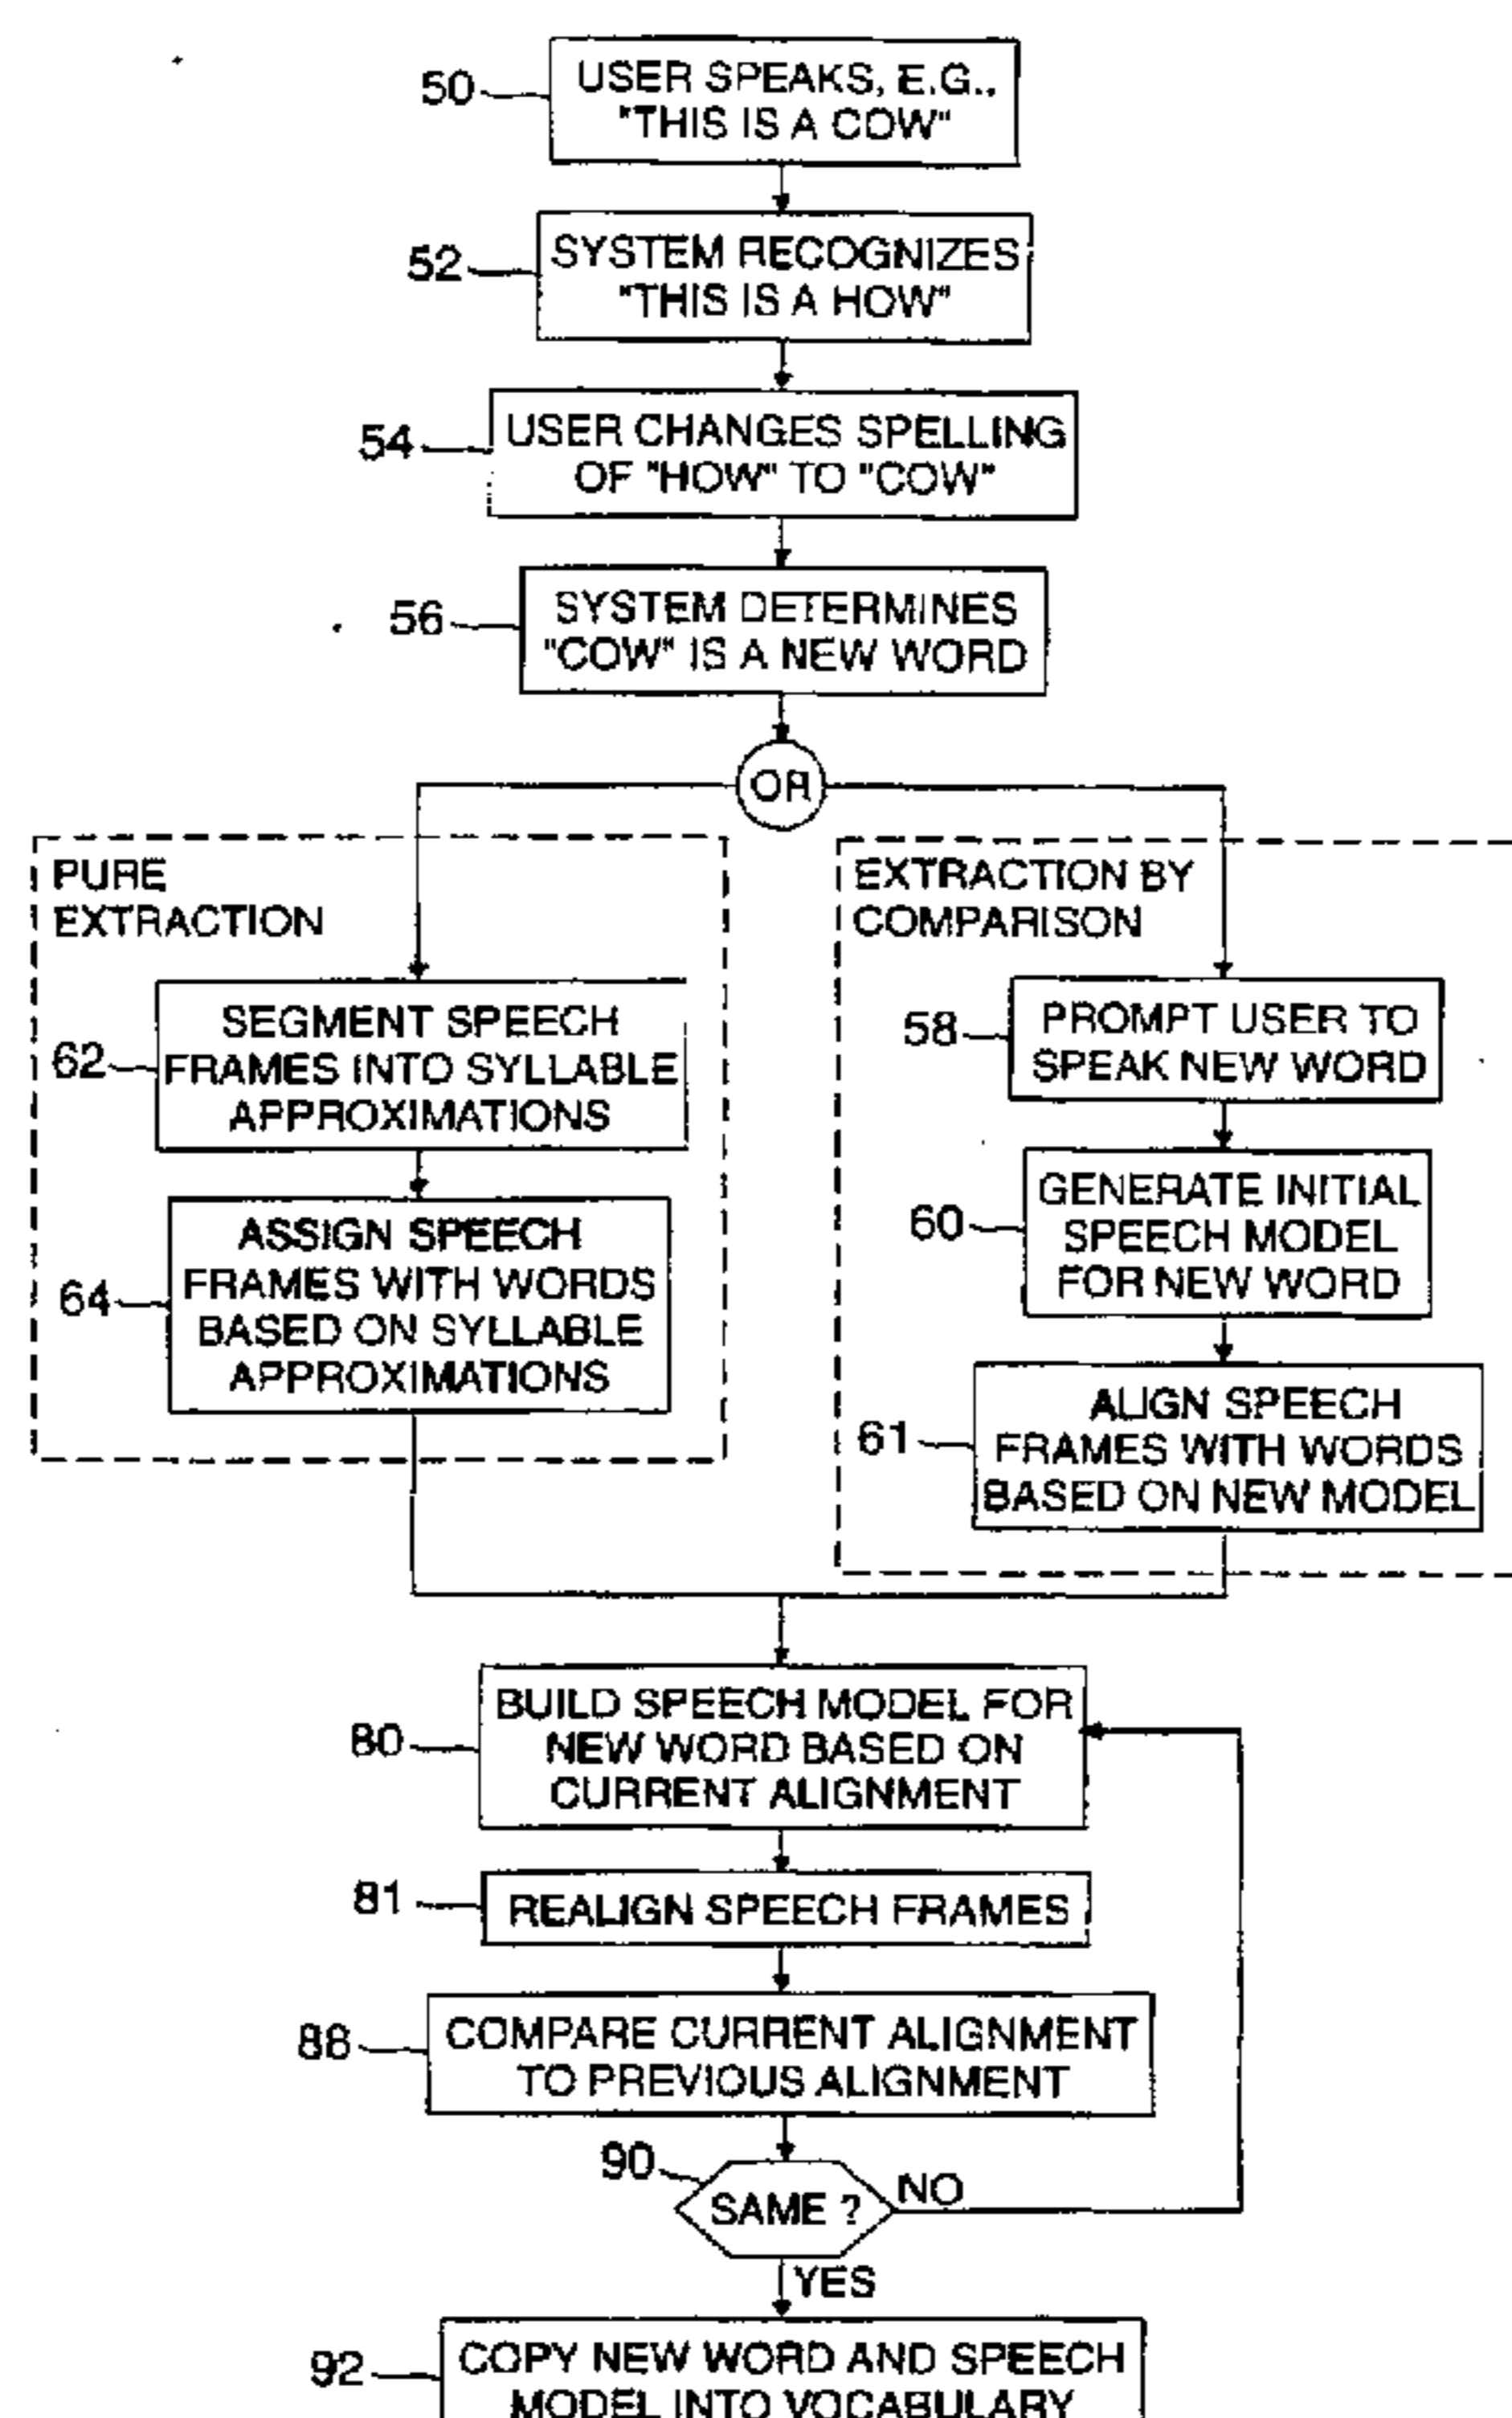 50
USER SPEAKS, E.G.,
"THIS IS A COW"
52
SYSTEM RECOGNIZES
"THIS IS A HOW"
54
USER CHANGES SPELLING
OF "HOW" TO "COW"
56
SYSTEM DETERMINES
"COW" IS A NEW WORD
OR
PURE
EXTRACTION
62
SEGMENT SPEECH
FRAMES INTO SYLLABLE
APPROXIMATIONS
64
ASSIGN SPEECH
FRAMES WITH WORDS
BASED ON SYLLABLE
APPROXIMATIONS
EXTRACTION BY
COMPARISON
58
PROMPT USER TO
SPEAK NEW WORD
60
GENERATE INITIAL
SPEECH MODEL
FOR NEW WORD
61
ALIGN SPEECH
FRAMES WITH WORDS
BASED ON NEW MODEL
80
BUILD SPEECH MODEL FOR
NEW WORD BASED ON
CURRENT ALIGNMENT
81
REALIGN SPEECH FRAMES
88
COMPARE CURRENT ALIGNMENT
TO PREVIOUS ALIGNMENT
90
SAME ?
NO
YES
92
COPY NEW WORD AND SPEECH
MODEL INTO VOCABULARY